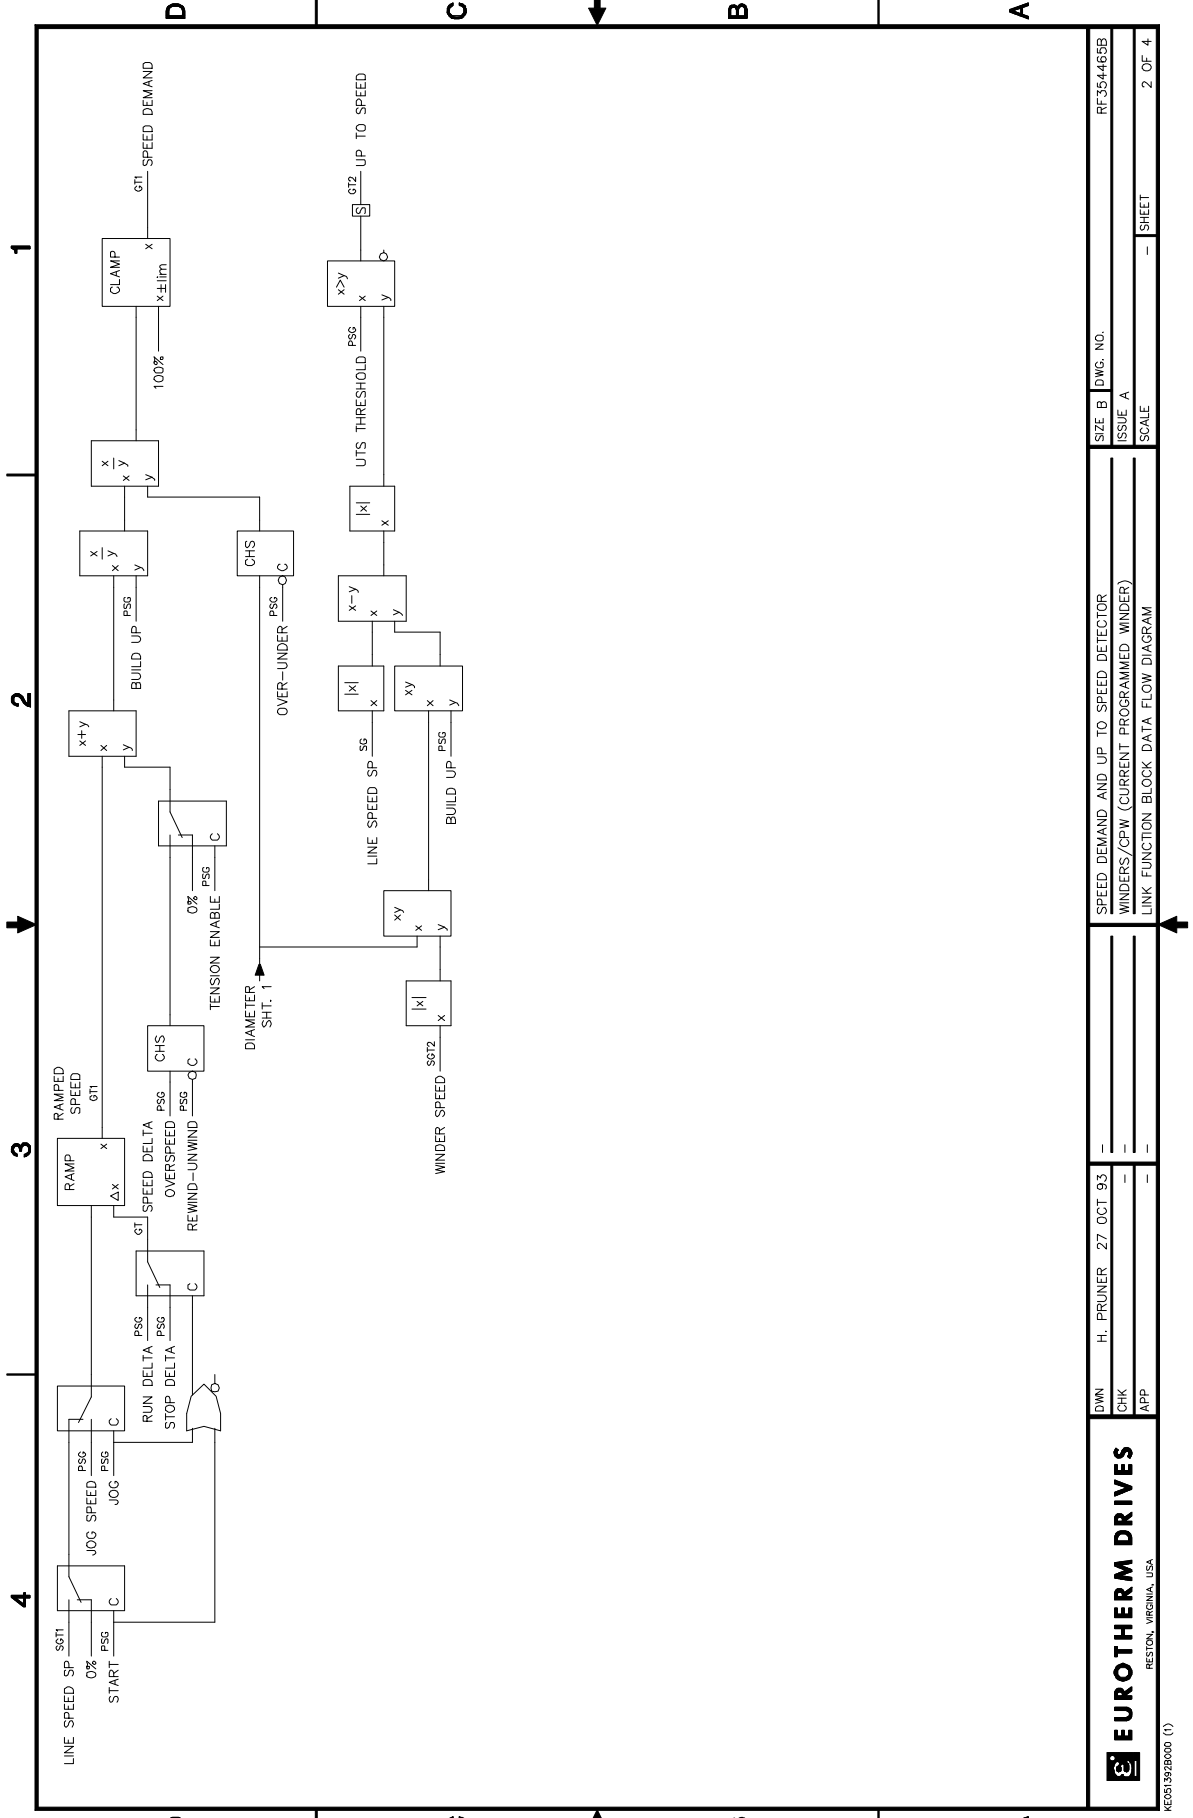 4
3
2
1
D
C
B
A
LINE SPEED SP
SGT1
0%
START
PSG
C
JOG SPEED
PSG
JOG
PSG
C
RUN DELTA
PSG
STOP DELTA
PSG
C
GT
RAMP
Δx
x
RAMPED
SPEED
GT1
SPEED DELTA
OVERSPEED
PSG
REWIND-UNWIND
PSG
CHS
C
0%
TENSION ENABLE
PSG
C
x+y
x
y
BUILD UP
PSG
x
y
x
y
x
y
x
y
100%
CLAMP
x±lim
x
GT1
SPEED DEMAND
DIAMETER
SHT. 1
OVER-UNDER
PSG
CHS
C
WINDER SPEED
SGT2
|x|
x
xy
x
y
LINE SPEED SP
SG
|x|
x
BUILD UP
PSG
xy
x
y
x-y
x
y
|x|
x
UTS THRESHOLD
PSG
x>y
x
y
S
GT2
UP TO SPEED
ε EUROTHERM DRIVES
RESTON, VIRGINIA, USA
DWN H. PRUNER 27 OCT 93 -
CHK - -
APP - -
SPEED DEMAND AND UP TO SPEED DETECTOR
WINDERS/CPW (CURRENT PROGRAMMED WINDER)
LINK FUNCTION BLOCK DATA FLOW DIAGRAM
SIZE B DWG. NO. RF354465B
ISSUE A
SCALE - SHEET 2 OF 4
KE051392B000 (1)